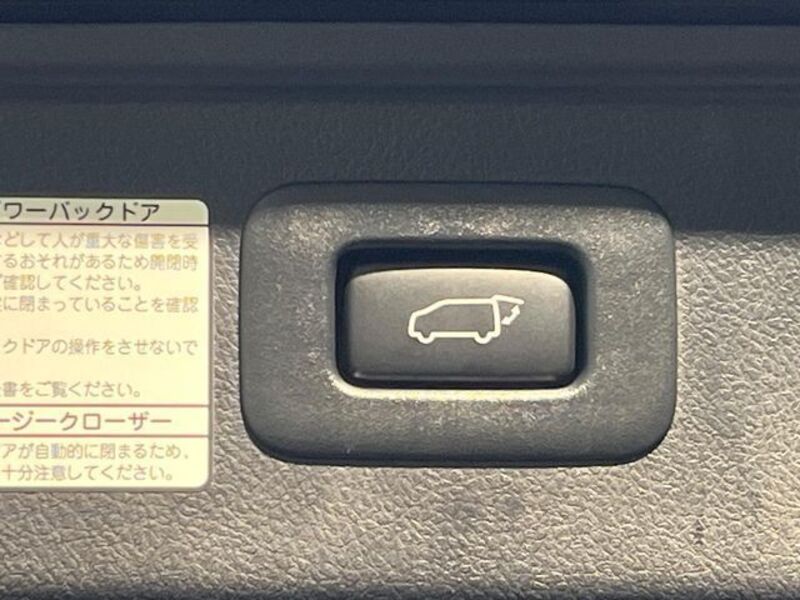 ワーバックドア
などして人が重大な傷害を受
るおそれがあるため開閉時
確認してください。
に閉まっていることを確認
クドアの操作をさせないで
書をご覧ください。
ージークローザー
アが自動的に閉まるため、
十分注意してください。